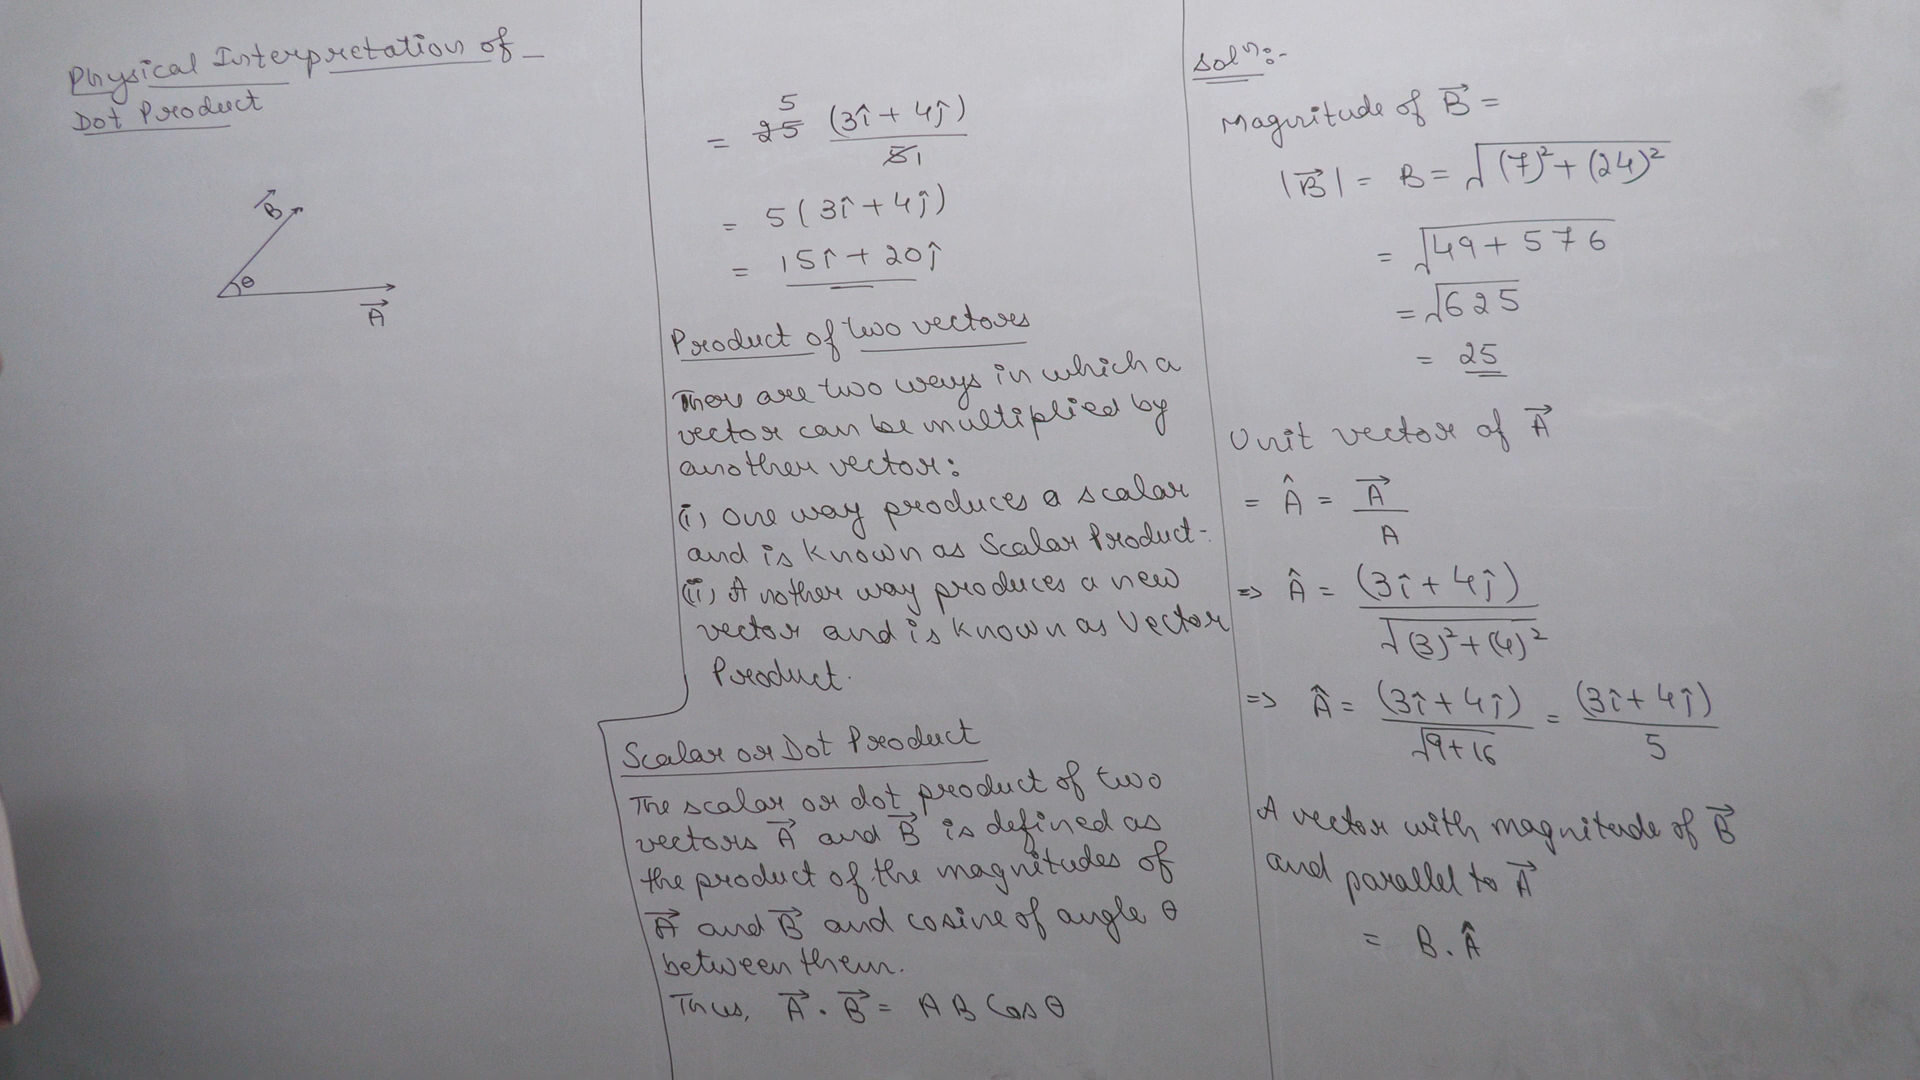 Physical Interpretation of
Dot Product
B⃗
θ
A⃗
5
= 25 (3î + 4ĵ)
51
= 5(3î + 4ĵ)
= 15î + 20ĵ
Product of two vectors
There are two ways in which a
vector can be multiplied by
another vector:
(i) One way produces a scalar
and is known as Scalar Product.
(ii) Another way produces a new
vector and is known as Vector
Product.
Scalar or Dot Product
The scalar or dot product of two
vectors A⃗ and B⃗ is defined as
the product of the magnitudes of
A⃗ and B⃗ and cosine of angle θ
between them.
Thus, A⃗ . B⃗ = A B Cos θ
Solⁿ:-
Magnitude of B⃗ =
|B⃗| = B = √(7)² + (24)²
= √49 + 576
= √625
= 25
Unit vector of A⃗
= Â = A⃗
A
⇒ Â = (3î + 4ĵ)
√(3)² + (4)²
⇒ Â = (3î + 4ĵ) = (3î + 4ĵ)
√9+16 5
A vector with magnitude of B⃗
and parallel to A⃗
= B . Â